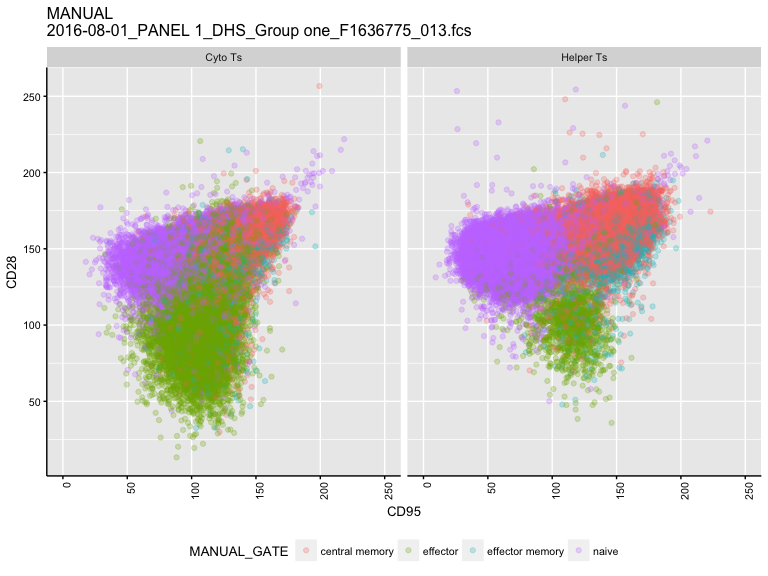 MANUAL
2016-08-01_PANEL 1_DHS_Group one_F1636775_013.fcs
Cyto Ts
Helper Ts
CD28
250
200
150
100
50
0 50 100 150 200 250
0 50 100 150 200 250
CD95
MANUAL_GATE central memory effector effector memory naive